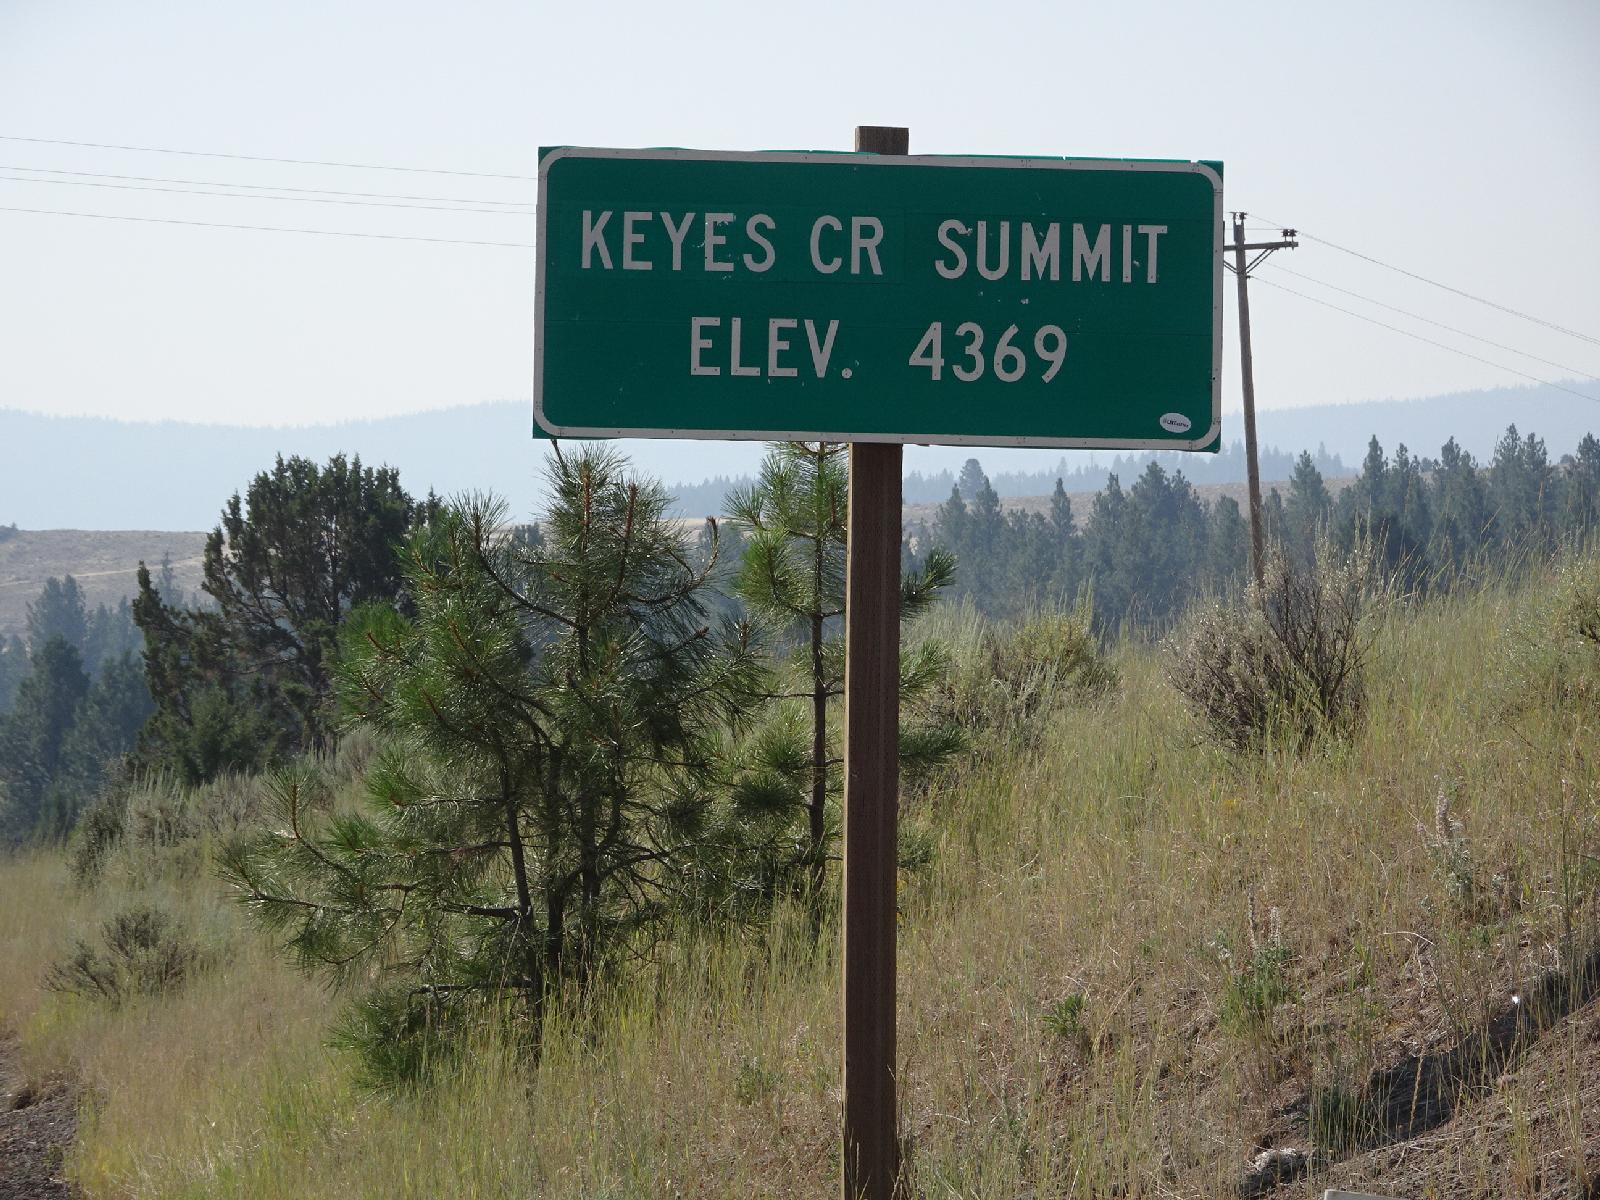 KEYES CR SUMMIT
ELEV. 4369